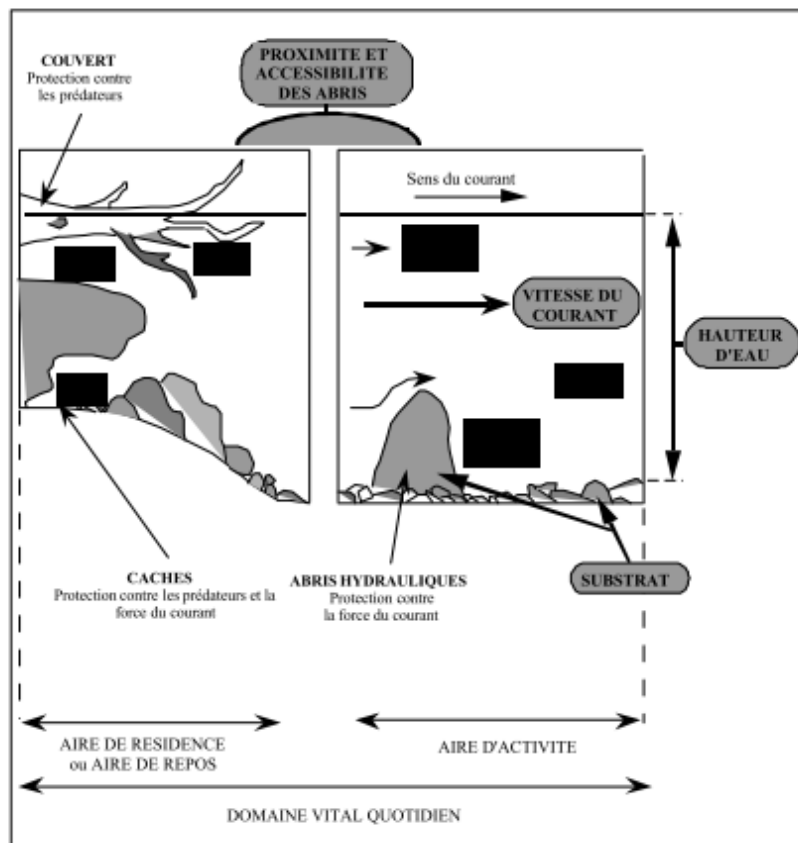 COUVERT
Protection contre
les prédateurs
PROXIMITE ET
ACCESSIBILITE
DES ABRIS
Sens du courant
VITESSE DU
COURANT
HAUTEUR
D'EAU
CACHES
Protection contre les prédateurs et la
force du courant
ABRIS HYDRAULIQUES
Protection contre
la force du courant
SUBSTRAT
AIRE DE RESIDENCE
ou AIRE DE REPOS
AIRE D'ACTIVITE
DOMAINE VITAL QUOTIDIEN